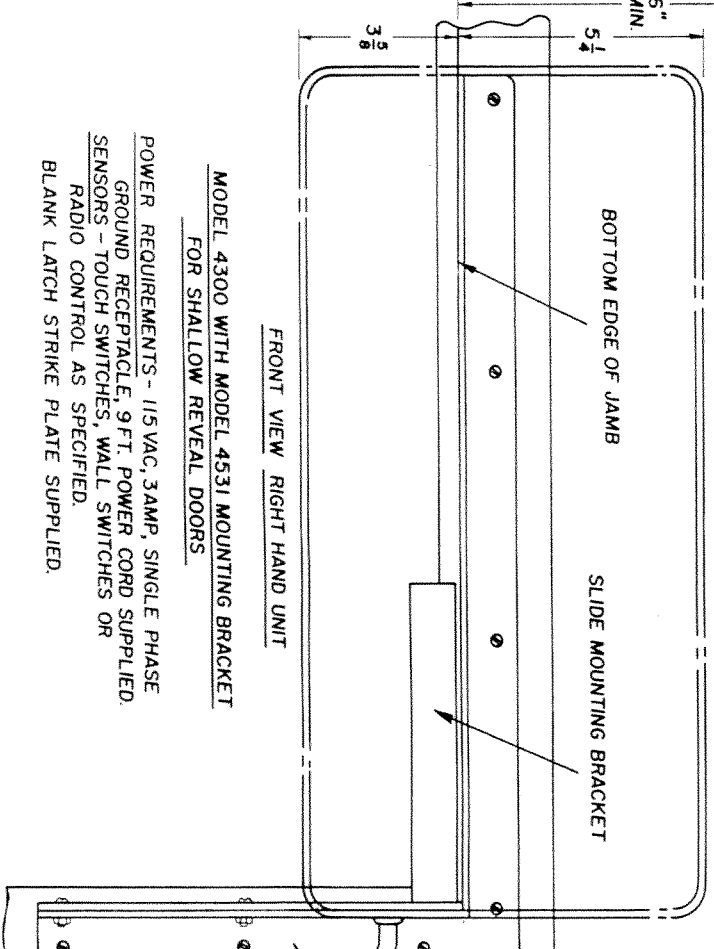 6"
MIN.
5 1/4
3 5/8
BOTTOM EDGE OF JAMB
SLIDE MOUNTING BRACKET
FRONT VIEW RIGHT HAND UNIT
MODEL 4300 WITH MODEL 4531 MOUNTING BRACKET
FOR SHALLOW REVEAL DOORS
POWER REQUIREMENTS - 115 VAC, 3 AMP, SINGLE PHASE
GROUND RECEPTACLE, 9 FT. POWER CORD SUPPLIED.
SENSORS - TOUCH SWITCHES, WALL SWITCHES OR
RADIO CONTROL AS SPECIFIED.
BLANK LATCH STRIKE PLATE SUPPLIED.